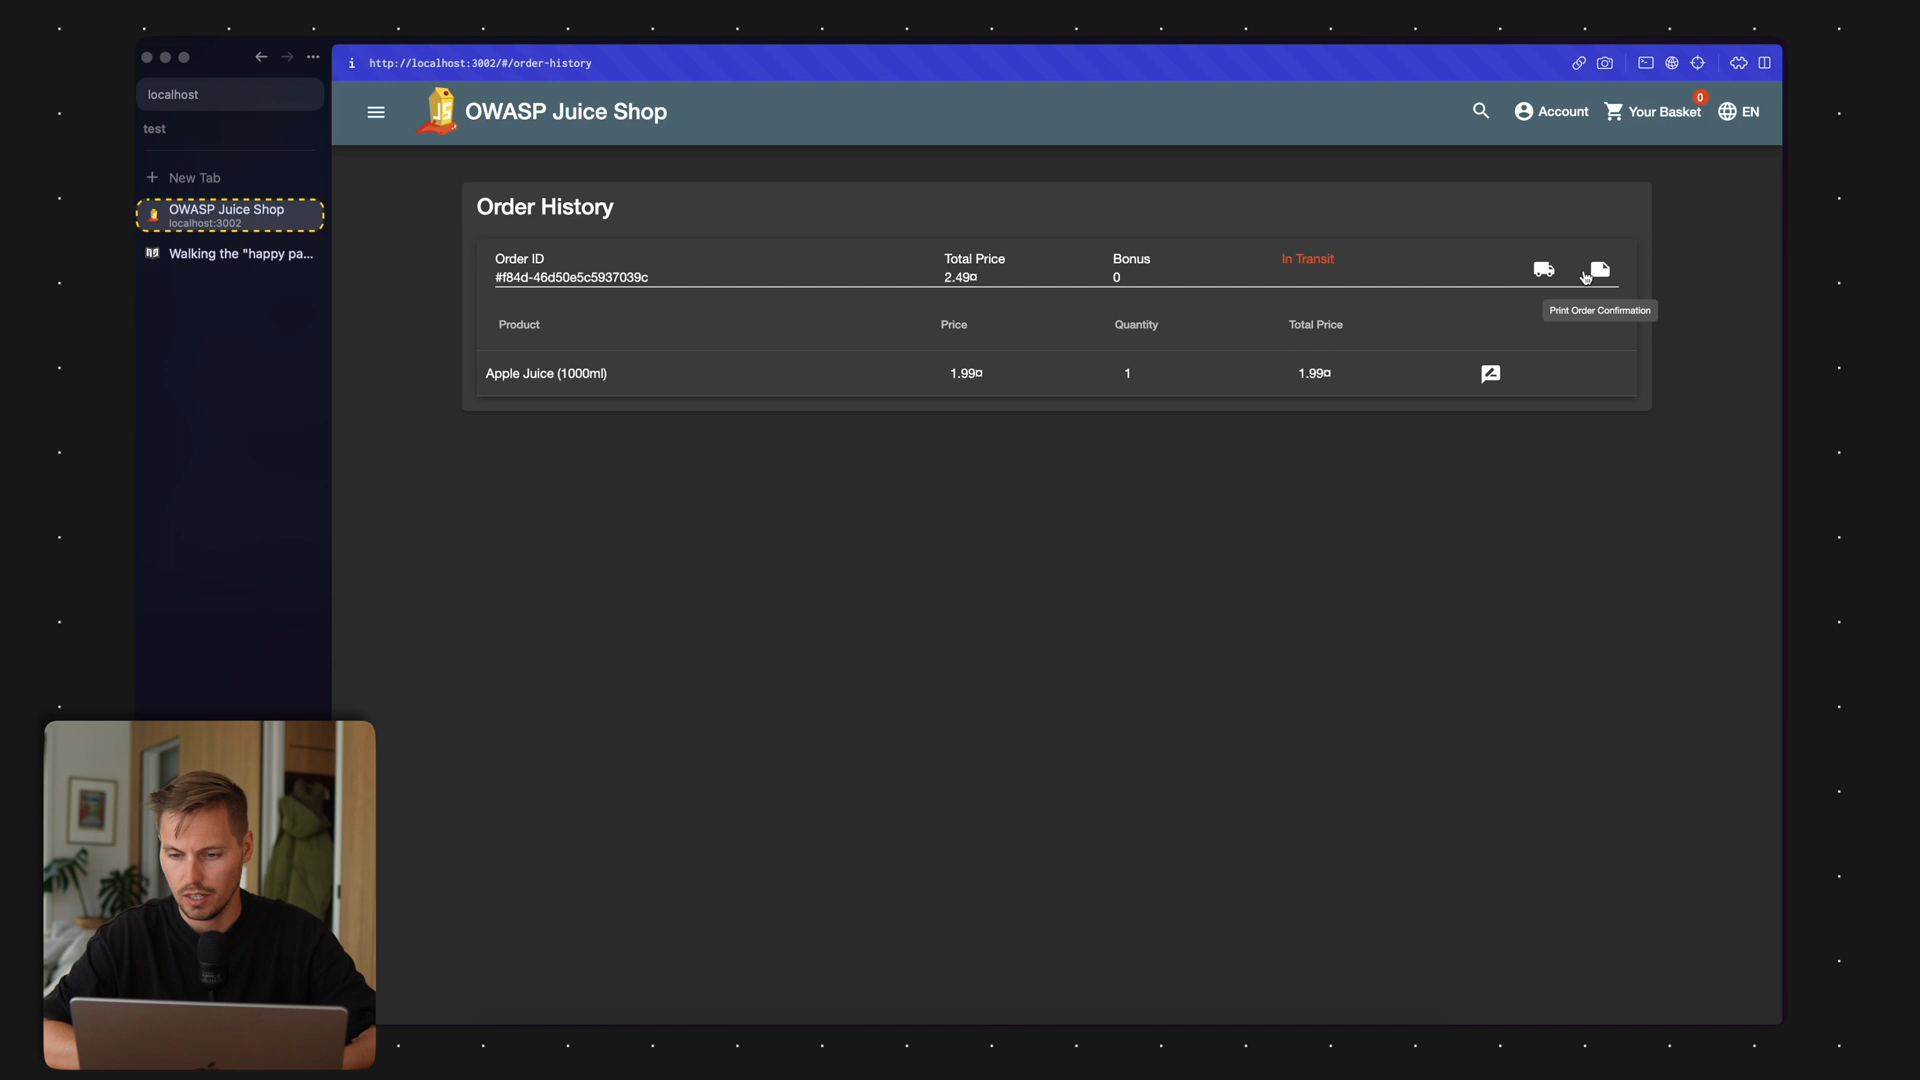 i http://localhost:3002/#/order-history
localhost
test
New Tab
OWASP Juice Shop
localhost:3002
Walking the "happy pa...
OWASP Juice Shop
Account
0
Your Basket
EN
Order History
Order ID
#f84d-46d50e5c5937039c
Total Price
2.49¤
Bonus
0
In Transit
Print Order Confirmation
Product Price Quantity Total Price
Apple Juice (1000ml) 1.99¤ 1 1.99¤